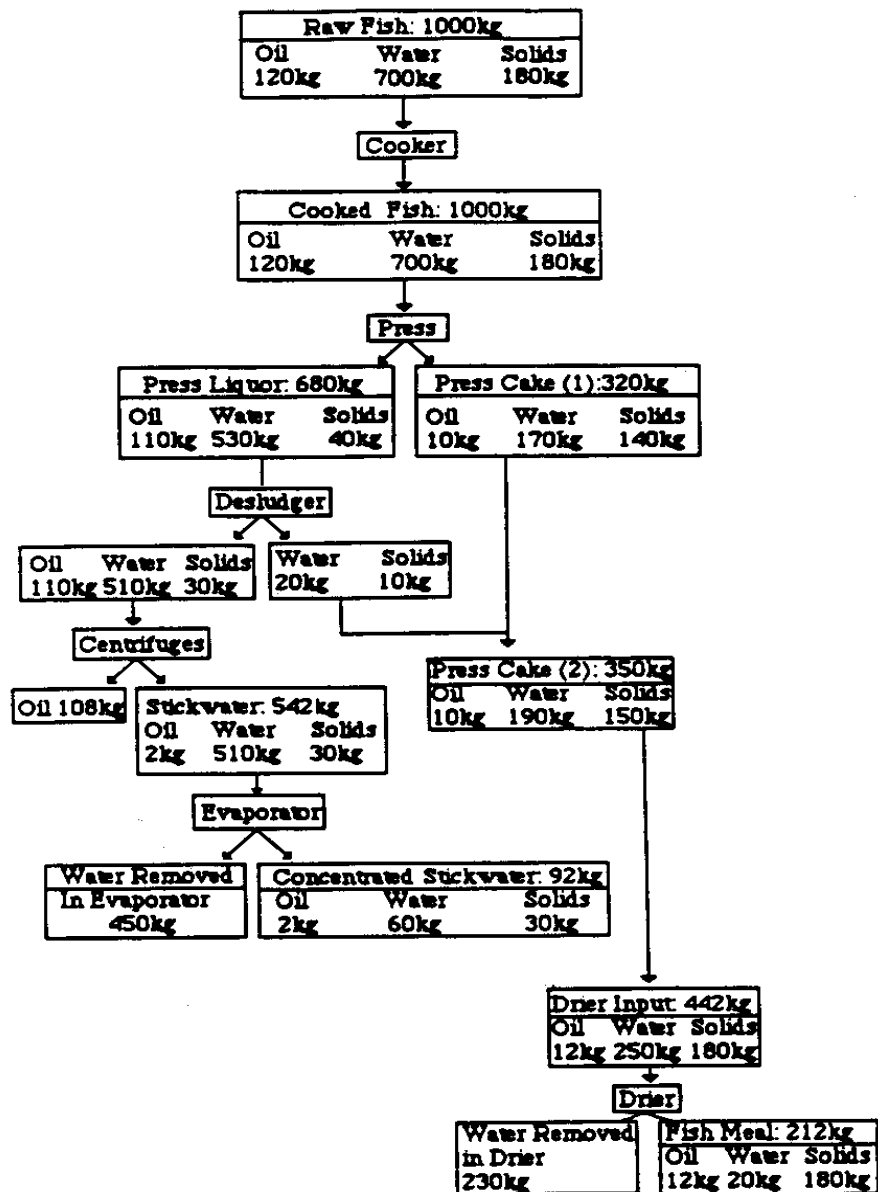 Raw Fish: 1000kg
Oil Water Solids
120kg 700kg 180kg
Cooker
Cooked Fish: 1000kg
Oil Water Solids
120kg 700kg 180kg
Press
Press Liquor: 680kg
Oil Water Solids
110kg 530kg 40kg
Press Cake (1):320kg
Oil Water Solids
10kg 170kg 140kg
Desludger
Oil Water Solids
110kg 510kg 30kg
Water Solids
20kg 10kg
Centrifuges
Oil 108kg
Stickwater: 542kg
Oil Water Solids
2kg 510kg 30kg
Press Cake (2): 350kg
Oil Water Solids
10kg 190kg 150kg
Evaporator
Water Removed
In Evaporator
450kg
Concentrated Stickwater: 92kg
Oil Water Solids
2kg 60kg 30kg
Drier Input: 442kg
Oil Water Solids
12kg 250kg 180kg
Drier
Water Removed
in Drier
230kg
Fish Meal: 212kg
Oil Water Solids
12kg 20kg 180kg